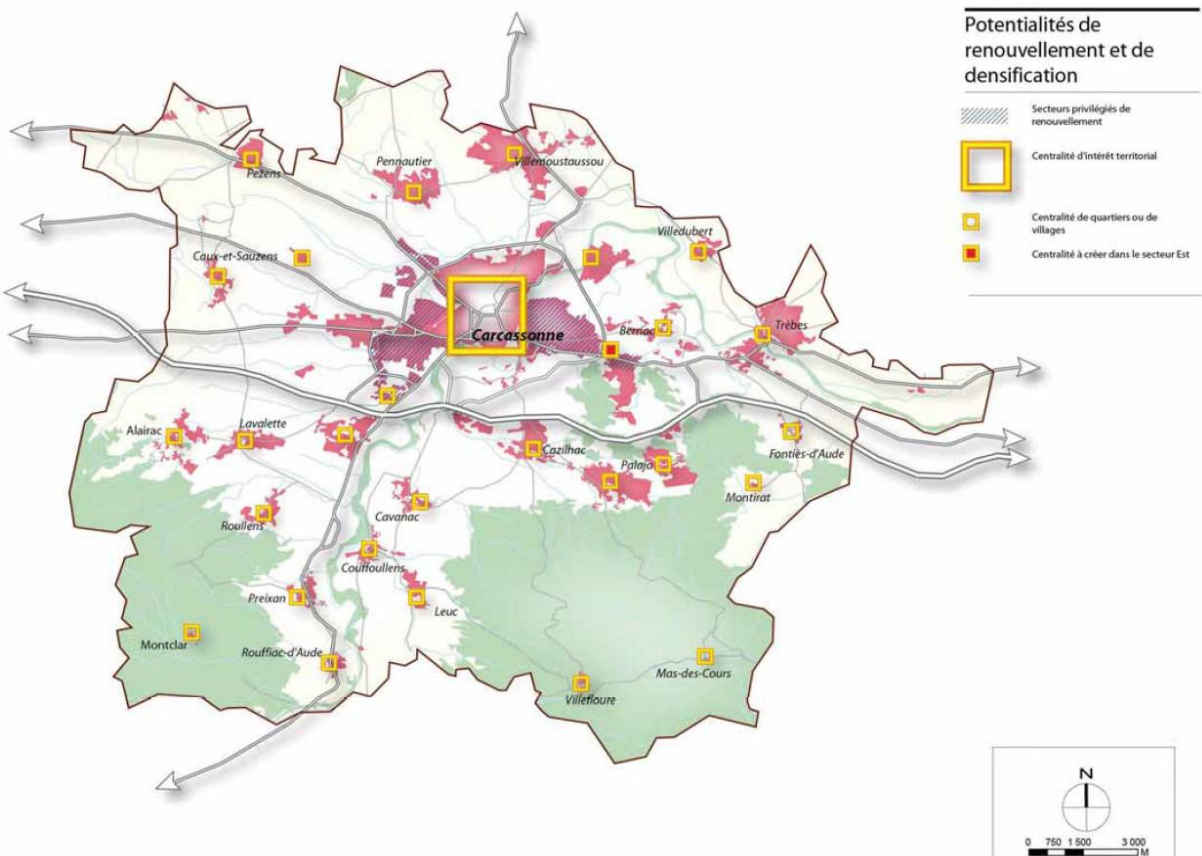 Potentialités de
renouvellement et de
densification
Secteurs privilégiés de
renouvellement
Centralité d'intérêt territorial
Centralité de quartiers ou de
villages
Centralité à créer dans le secteur Est
Pennautier
Villemoustaussou
Pezens
Villedubert
Caux-et-Sauzens
Carcassonne
Berriac
Trèbes
Alairac
Lavalette
Cazilhac
Palaja
Fontiès-d'Aude
Montirat
Cavanac
Roullens
Couffoulens
Preixan
Leuc
Montclar
Rouffiac-d'Aude
Mas-des-Cours
Villefloure
N
0 750 1 500 3 000
M